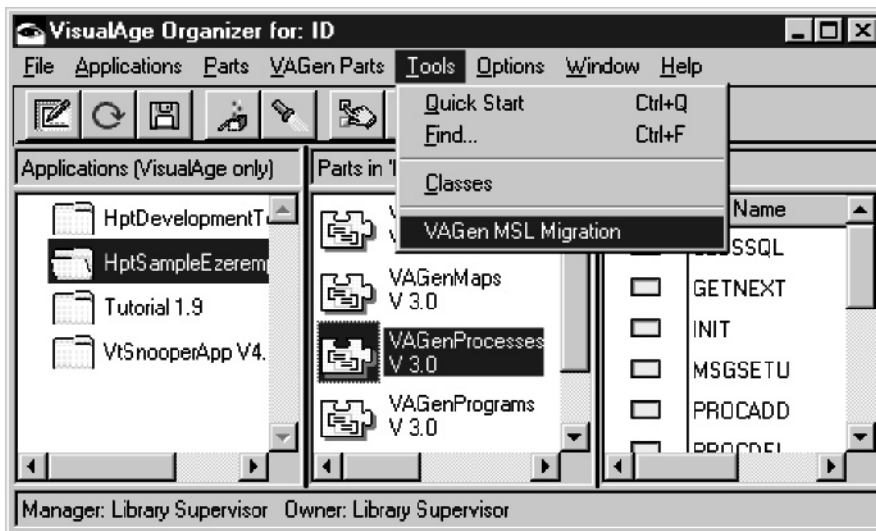 VisualAge Organizer for: ID
File Applications Parts VAGen Parts Tools Options Window Help
Quick Start Ctrl+Q
Find... Ctrl+F
Classes
VAGen MSL Migration
Applications (VisualAge only)
HptDevelopmentT
HptSampleEzeremp
Tutorial 1.9
VtSnooperApp V4.
Parts in '
VAGenMaps
V 3.0
VAGenProcesses
V 3.0
VAGenPrograms
V 3.0
Name
GETNEXT
INIT
MSGSETU
PROCADD
PROCDEL
Manager: Library Supervisor Owner: Library Supervisor